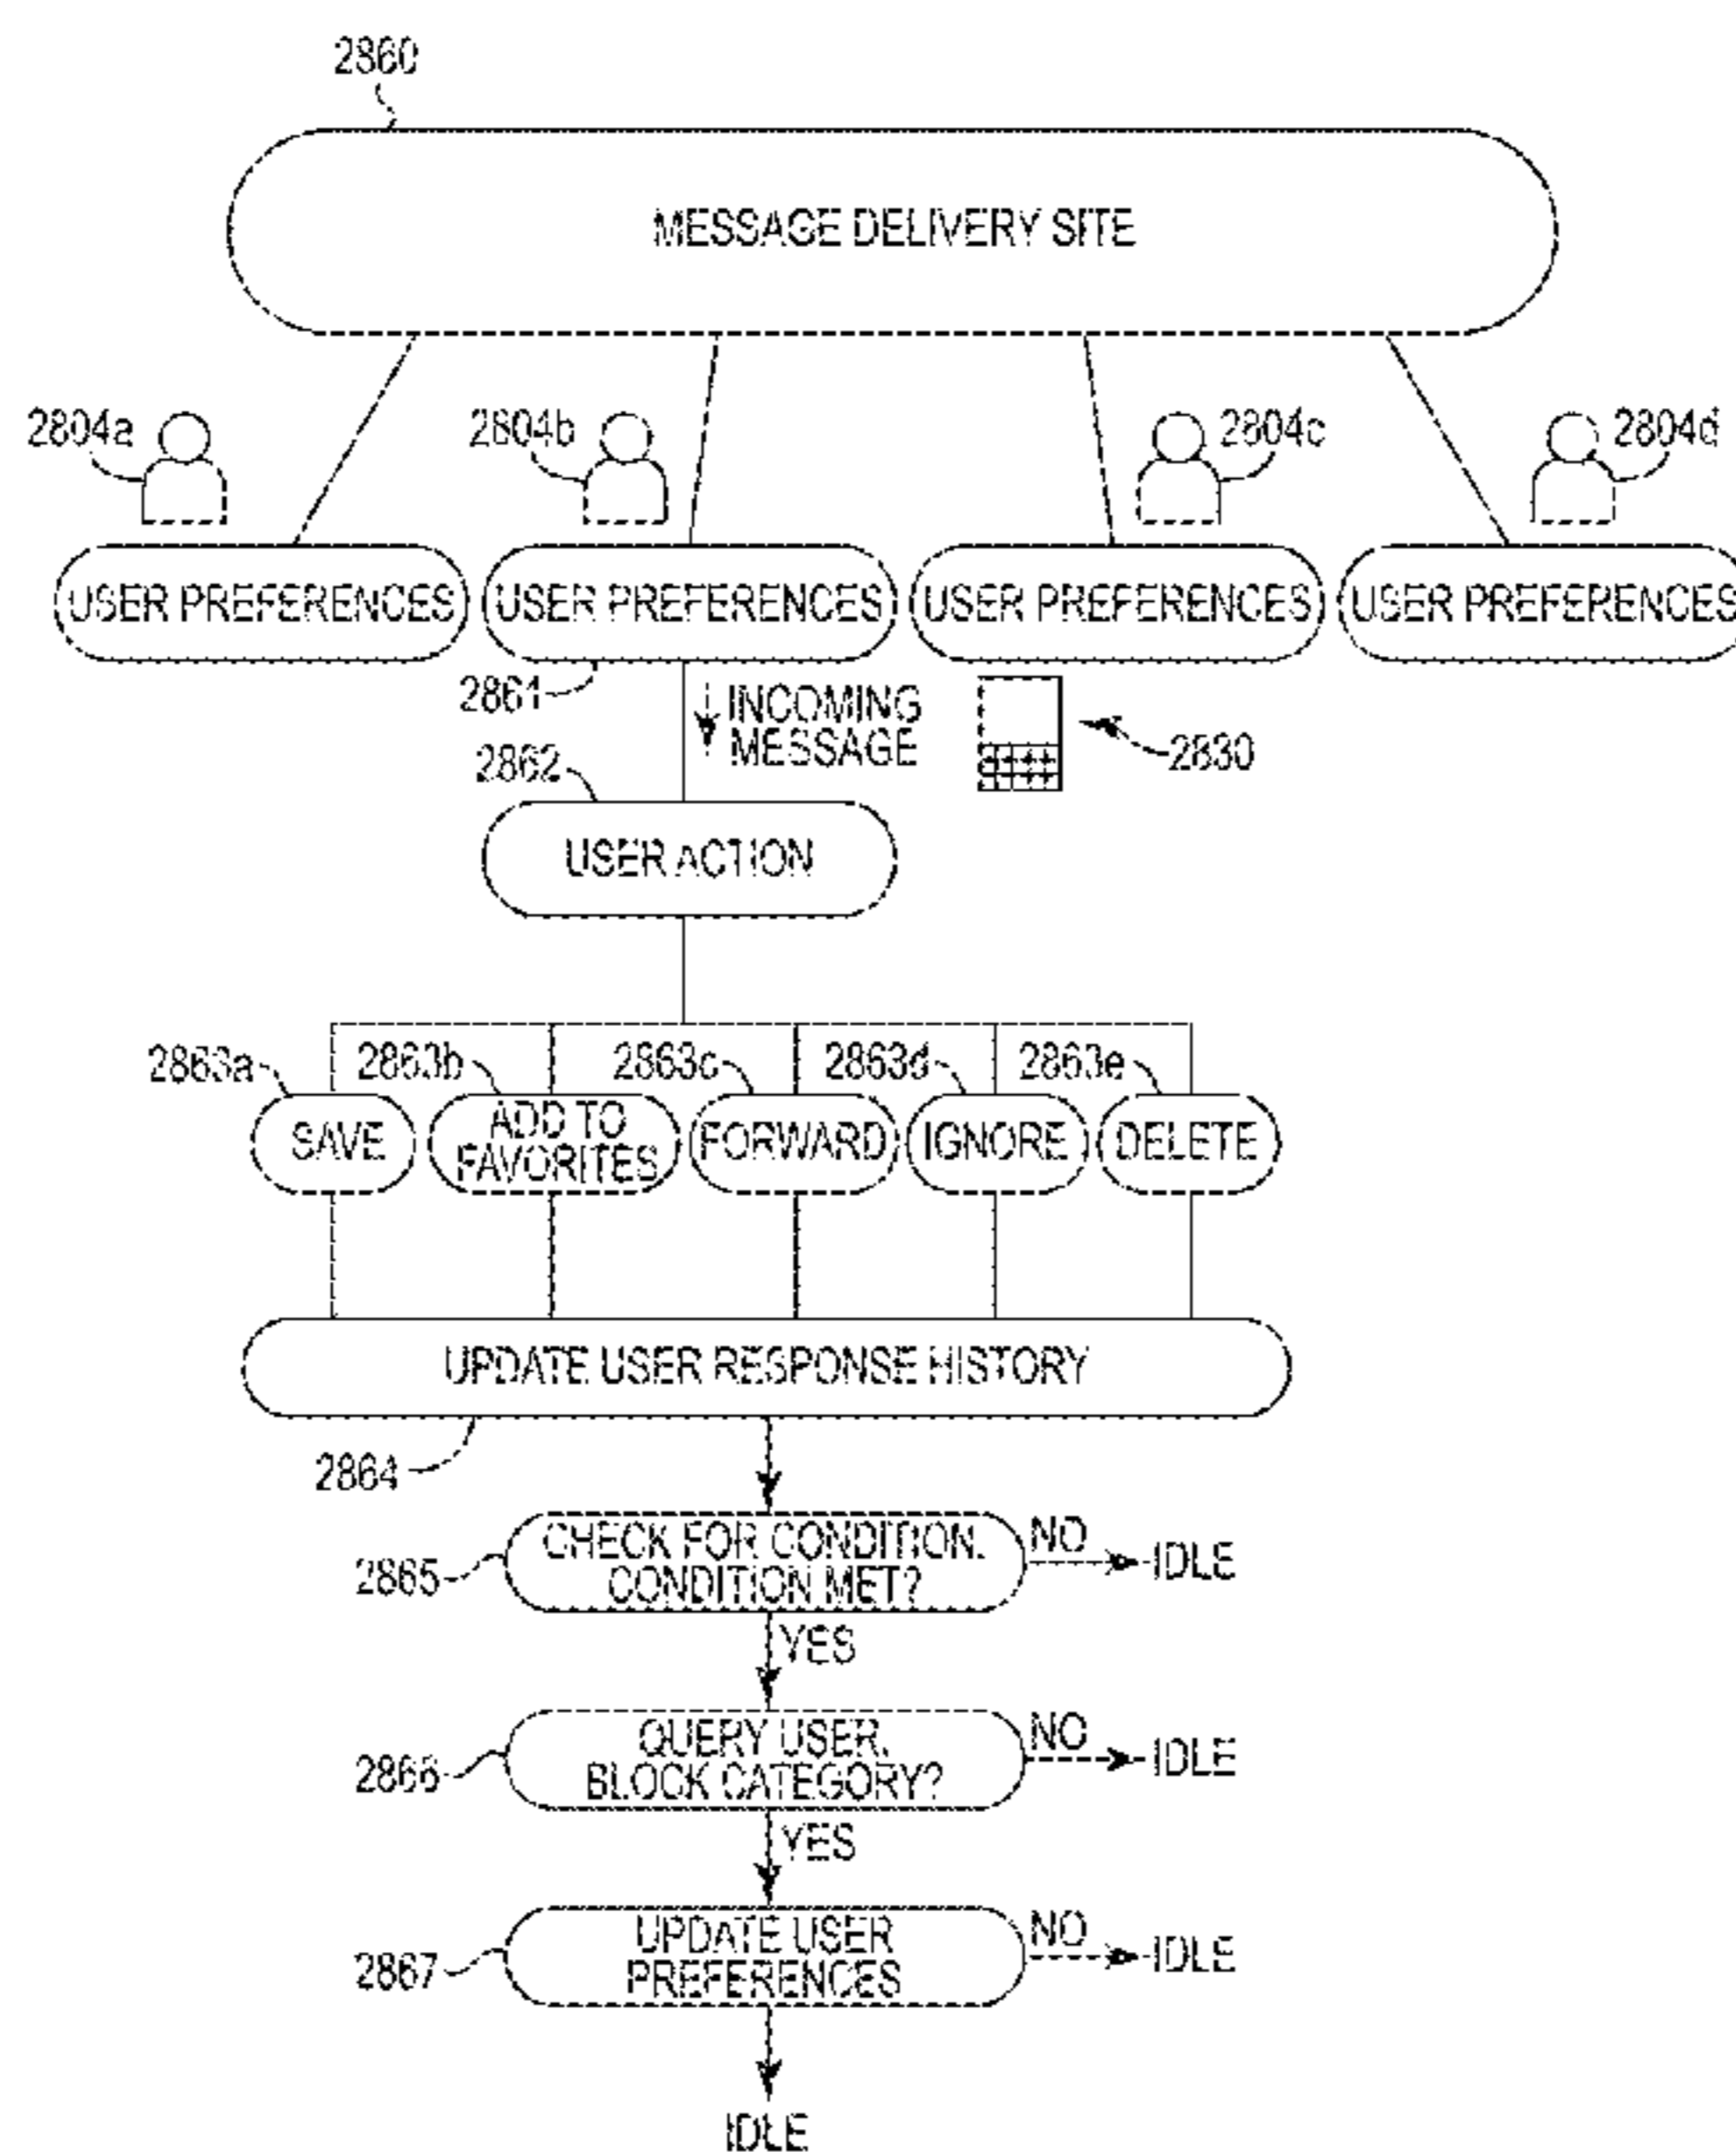 2860
MESSAGE DELIVERY SITE
2804a
2804b
2804c
2804d
USER PREFERENCES
USER PREFERENCES
USER PREFERENCES
USER PREFERENCES
2861
INCOMING
MESSAGE
2830
2862
USER ACTION
2863a
2863b
2863c
2863d
2863e
SAVE
ADD TO
FAVORITES
FORWARD
IGNORE
DELETE
UPDATE USER RESPONSE HISTORY
2864
CHECK FOR CONDITION.
CONDITION MET?
NO
IDLE
2865
YES
QUERY USER.
BLOCK CATEGORY?
NO
IDLE
2866
YES
UPDATE USER
PREFERENCES
NO
IDLE
2867
IDLE